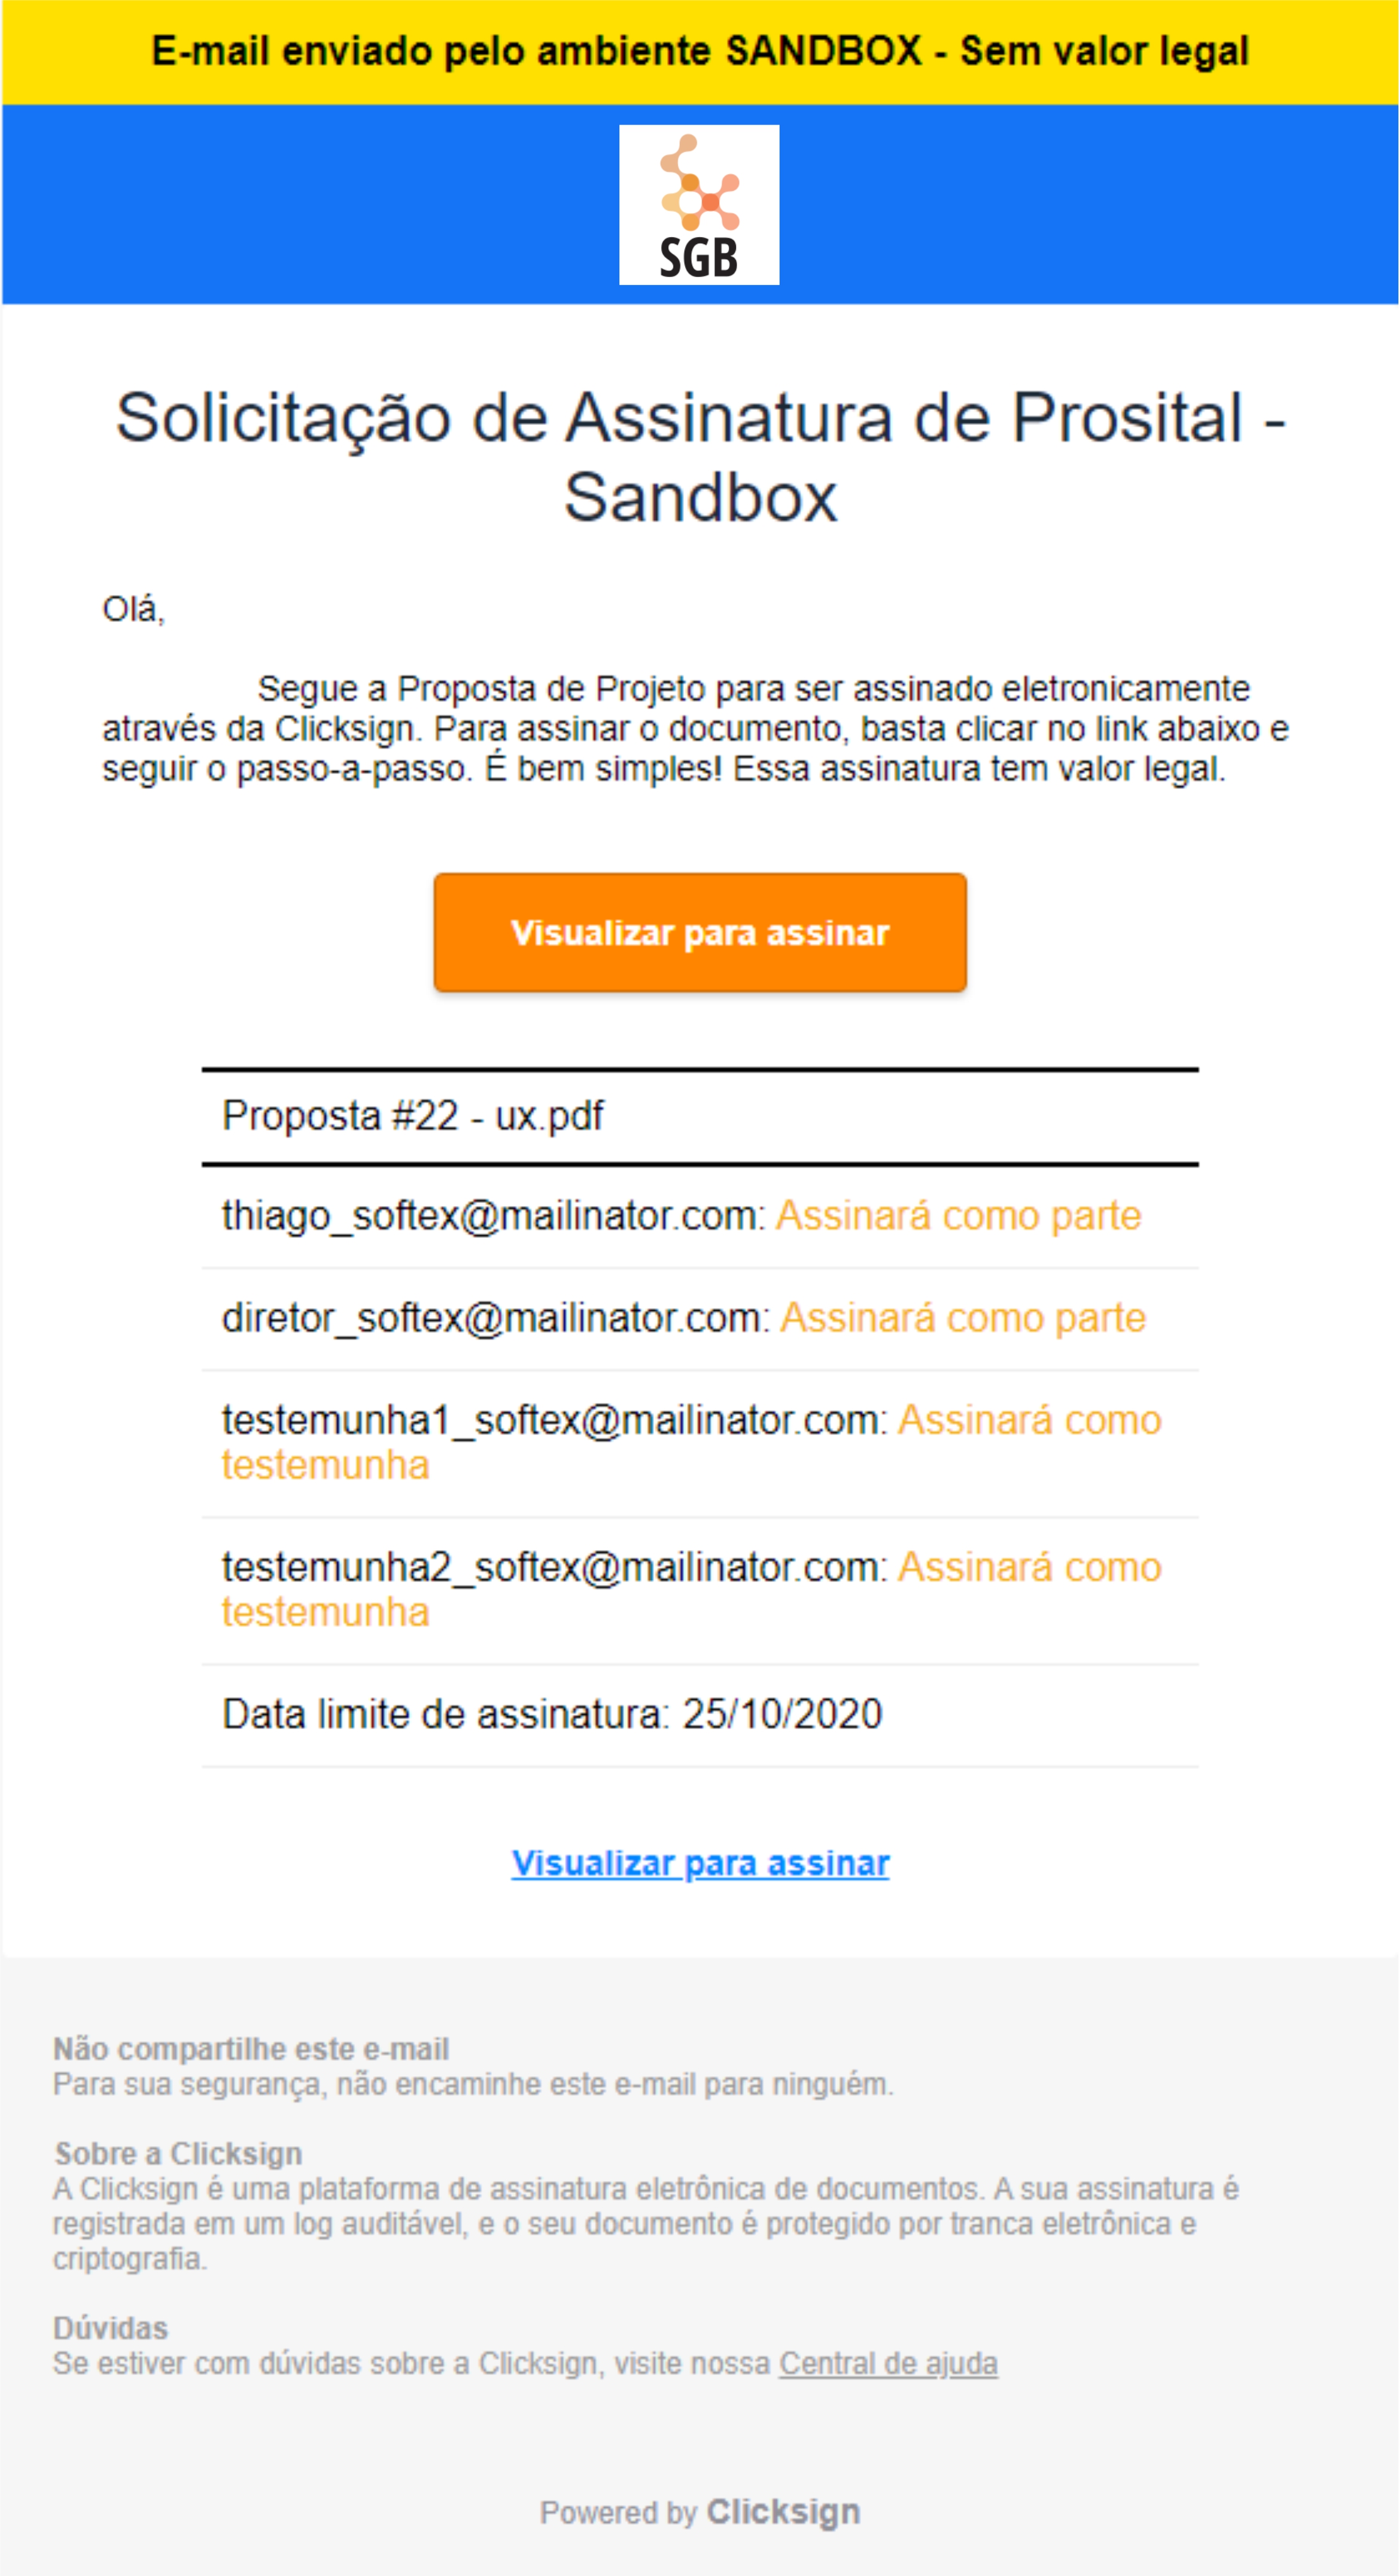 E-mail enviado pelo ambiente SANDBOX - Sem valor legal
SGB
Solicitação de Assinatura de Prosital -
Sandbox
Olá,
Segue a Proposta de Projeto para ser assinado eletronicamente
através da Clicksign. Para assinar o documento, basta clicar no link abaixo e
seguir o passo-a-passo. É bem simples! Essa assinatura tem valor legal.
Visualizar para assinar
Proposta #22 - ux.pdf
thiago_softex@mailinator.com: Assinará como parte
diretor_softex@mailinator.com: Assinará como parte
testemunha1_softex@mailinator.com: Assinará como
testemunha
testemunha2_softex@mailinator.com: Assinará como
testemunha
Data limite de assinatura: 25/10/2020
Visualizar para assinar
Não compartilhe este e-mail
Para sua segurança, não encaminhe este e-mail para ninguém.
Sobre a Clicksign
A Clicksign é uma plataforma de assinatura eletrônica de documentos. A sua assinatura é
registrada em um log auditável, e o seu documento é protegido por tranca eletrônica e
criptografia.
Dúvidas
Se estiver com dúvidas sobre a Clicksign, visite nossa Central de ajuda
Powered by Clicksign